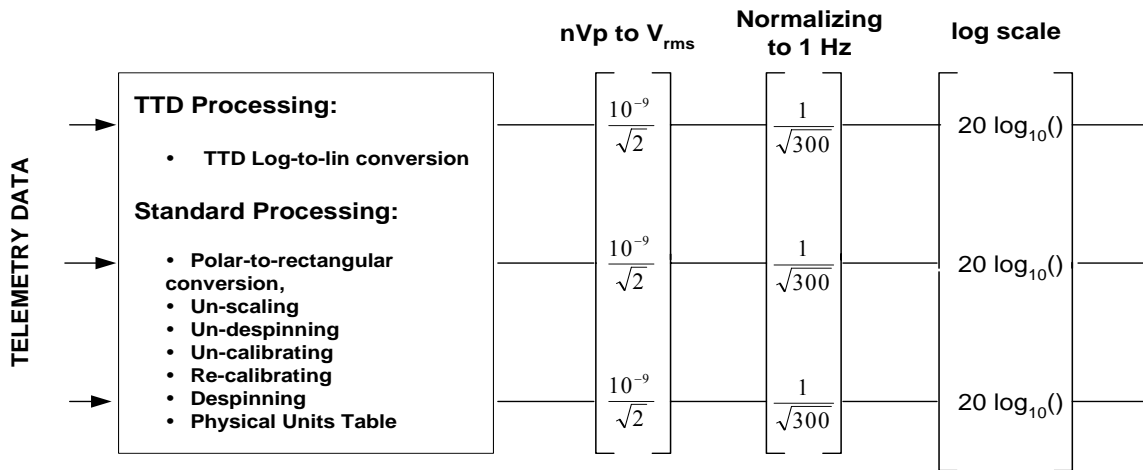 nVp to Vrms
Normalizing
to 1 Hz
log scale
TELEMETRY DATA
TTD Processing:
• TTD Log-to-lin conversion
Standard Processing:
• Polar-to-rectangular
conversion,
• Un-scaling
• Un-despinning
• Un-calibrating
• Re-calibrating
• Despinning
• Physical Units Table
10⁻⁹/√2
1/√300
20 log₁₀()
10⁻⁹/√2
1/√300
20 log₁₀()
10⁻⁹/√2
1/√300
20 log₁₀()